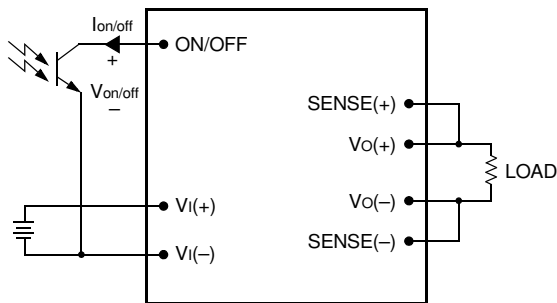 Ion/off
+
ON/OFF
Von/off
–
SENSE(+)
VO(+)
LOAD
VI(+)
VO(–)
VI(–)
SENSE(–)